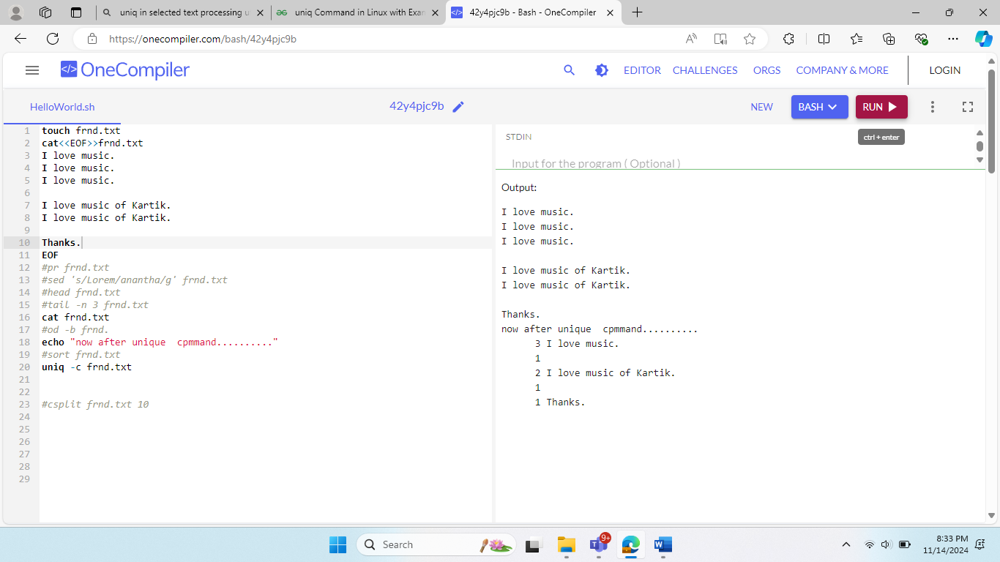 uniq in selected text processing u
uniq Command in Linux with Exan
42y4pjc9b - Bash - OneCompiler
https://onecompiler.com/bash/42y4pjc9b
</> OneCompiler
EDITOR CHALLENGES ORGS COMPANY & MORE LOGIN
HelloWorld.sh
42y4pjc9b
NEW BASH RUN
ctrl + enter
1 touch frnd.txt
2 cat<<EOF>>frnd.txt
3 I love music.
4 I love music.
5 I love music.
6
7 I love music of Kartik.
8 I love music of Kartik.
9
10 Thanks.
11 EOF
12 #pr frnd.txt
13 #sed 's/Lorem/anantha/g' frnd.txt
14 #head frnd.txt
15 #tail -n 3 frnd.txt
16 cat frnd.txt
17 #od -b frnd.
18 echo "now after unique  cpmmand.........."
19 #sort frnd.txt
20 uniq -c frnd.txt
21
22
23 #csplit frnd.txt 10
24
25
26
27
28
29
STDIN
Input for the program ( Optional )
Output:
I love music.
I love music.
I love music.
I love music of Kartik.
I love music of Kartik.
Thanks.
now after unique  cpmmand..........
3 I love music.
1
2 I love music of Kartik.
1
1 Thanks.
Search
9+
8:33 PM
11/14/2024